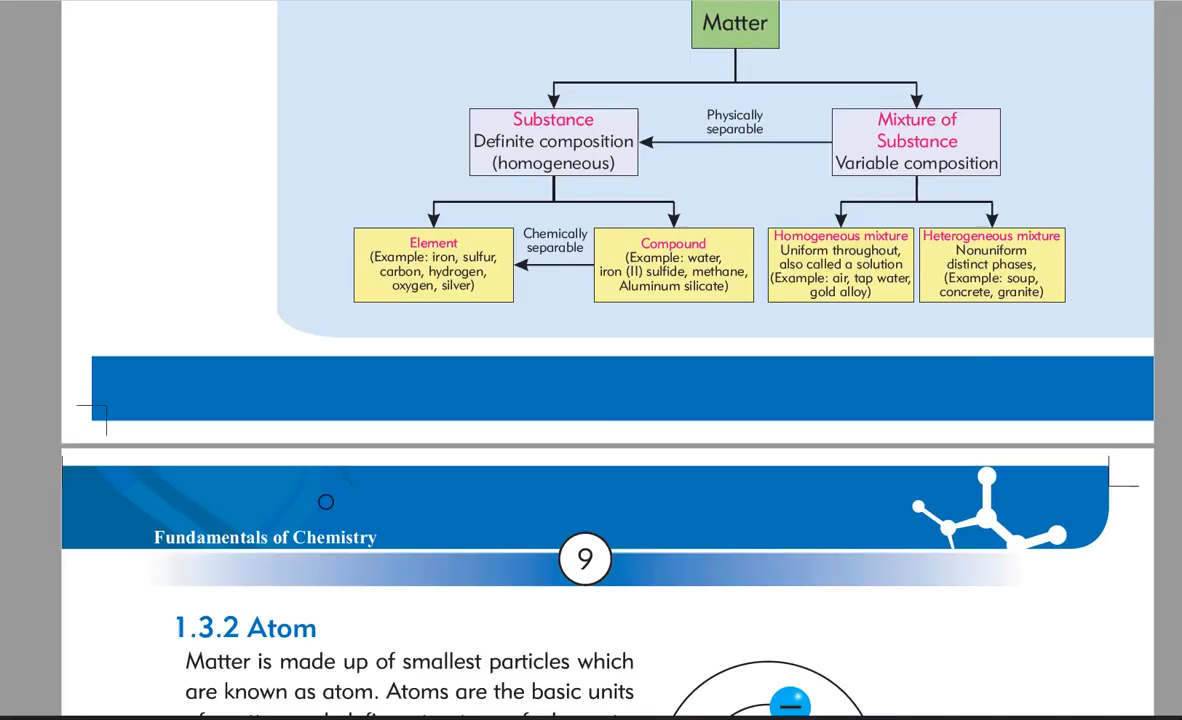 Matter
Physically
separable
Substance
Definite composition
(homogeneous)
Mixture of
Substance
Variable composition
Chemically
separable
Element
(Example: iron, sulfur,
carbon, hydrogen,
oxygen, silver)
Compound
(Example: water,
iron (II) sulfide, methane,
Aluminum silicate)
Homogeneous mixture
Uniform throughout,
also called a solution
(Example: air, tap water,
gold alloy)
Heterogeneous mixture
Nonuniform
distinct phases,
(Example: soup,
concrete, granite)
Fundamentals of Chemistry
9
1.3.2 Atom
Matter is made up of smallest particles which
are known as atom. Atoms are the basic units